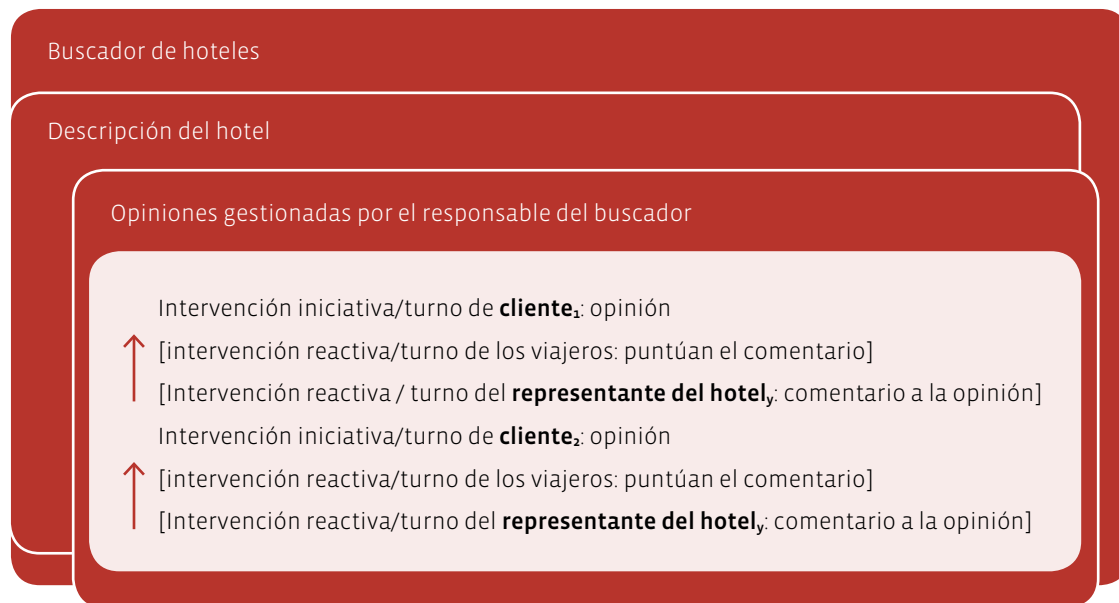 Buscador de hoteles
Descripción del hotel
Opiniones gestionadas por el responsable del buscador
Intervención iniciativa/turno de cliente₁: opinión
[intervención reactiva/turno de los viajeros: puntúan el comentario]
[Intervención reactiva / turno del representante del hotelᵧ: comentario a la opinión]
Intervención iniciativa/turno de cliente₂: opinión
[intervención reactiva/turno de los viajeros: puntúan el comentario]
[Intervención reactiva/turno del representante del hotelᵧ: comentario a la opinión]